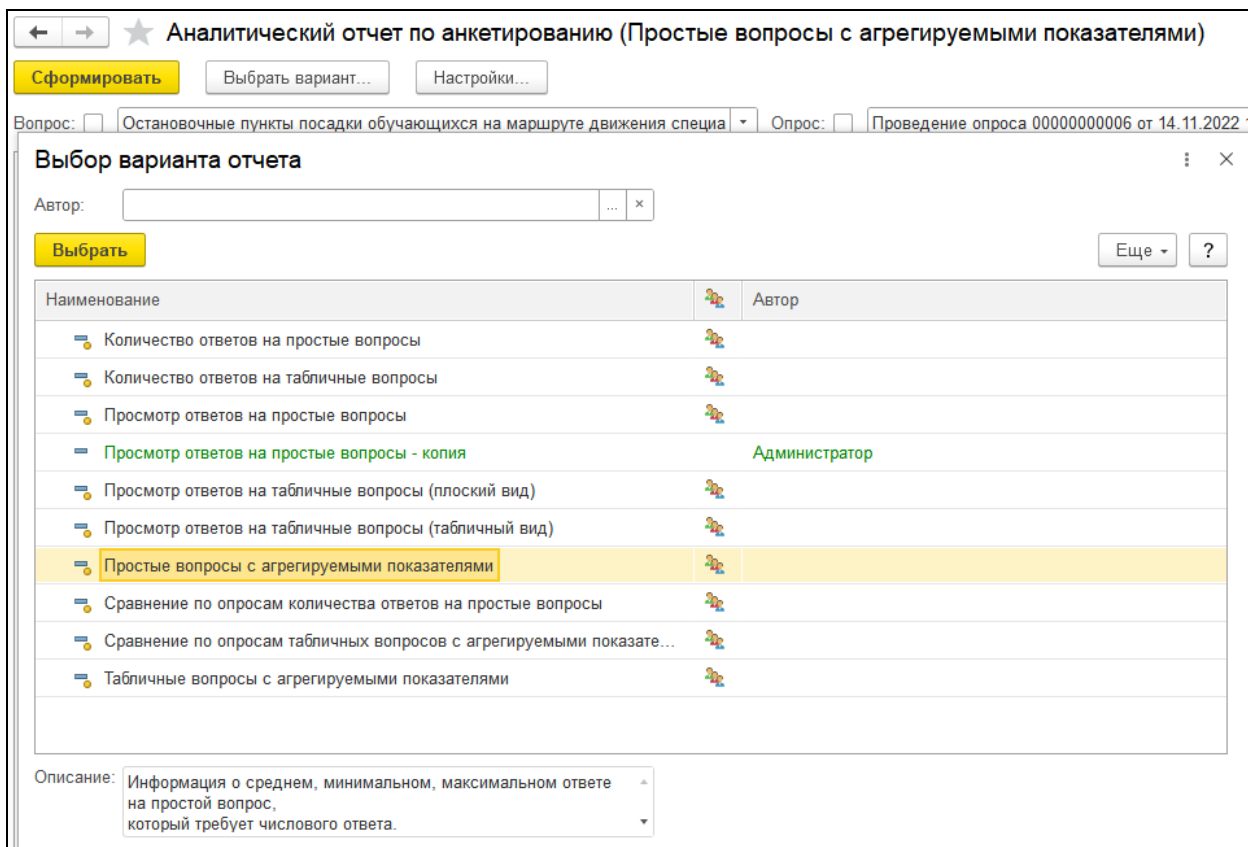 Аналитический отчет по анкетированию (Простые вопросы с агрегируемыми показателями)
Сформировать Выбрать вариант... Настройки...
Вопрос: Остановочные пункты посадки обучающихся на маршруте движения специа Опрос: Проведение опроса 00000000006 от 14.11.2022
Выбор варианта отчета
Автор:
Выбрать Еще ?
Наименование Автор
Количество ответов на простые вопросы
Количество ответов на табличные вопросы
Просмотр ответов на простые вопросы
Просмотр ответов на простые вопросы - копия Администратор
Просмотр ответов на табличные вопросы (плоский вид)
Просмотр ответов на табличные вопросы (табличный вид)
Простые вопросы с агрегируемыми показателями
Сравнение по опросам количества ответов на простые вопросы
Сравнение по опросам табличных вопросов с агрегируемыми показате...
Табличные вопросы с агрегируемыми показателями
Описание: Информация о среднем, минимальном, максимальном ответе
на простой вопрос,
который требует числового ответа.